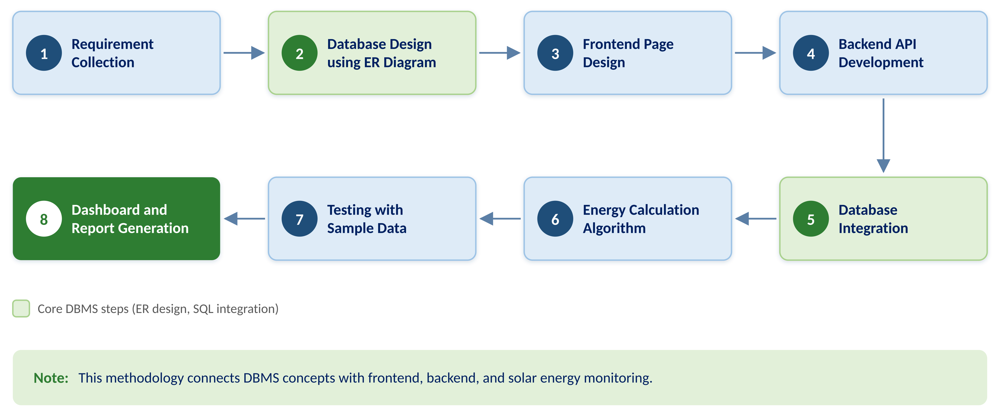 1
Requirement
Collection
2
Database Design
using ER Diagram
3
Frontend Page
Design
4
Backend API
Development
8
Dashboard and
Report Generation
7
Testing with
Sample Data
6
Energy Calculation
Algorithm
5
Database
Integration
Core DBMS steps (ER design, SQL integration)
Note: This methodology connects DBMS concepts with frontend, backend, and solar energy monitoring.